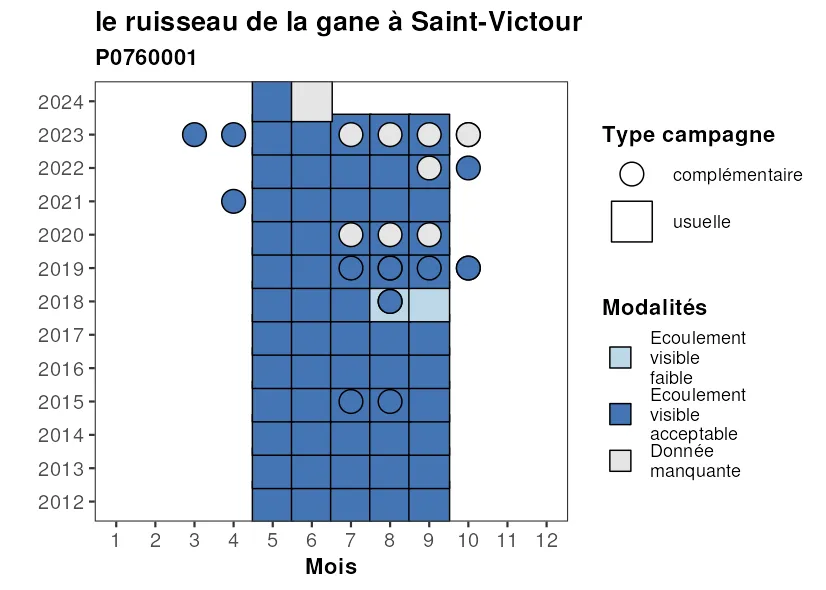 le ruisseau de la gane à Saint-Victour
P0760001
2024
2023
2022
2021
2020
2019
2018
2017
2016
2015
2014
2013
2012
1 2 3 4 5 6 7 8 9 10 11 12
Mois
Type campagne
complémentaire
usuelle
Modalités
Ecoulement
visible
faible
Ecoulement
visible
acceptable
Donnée
manquante